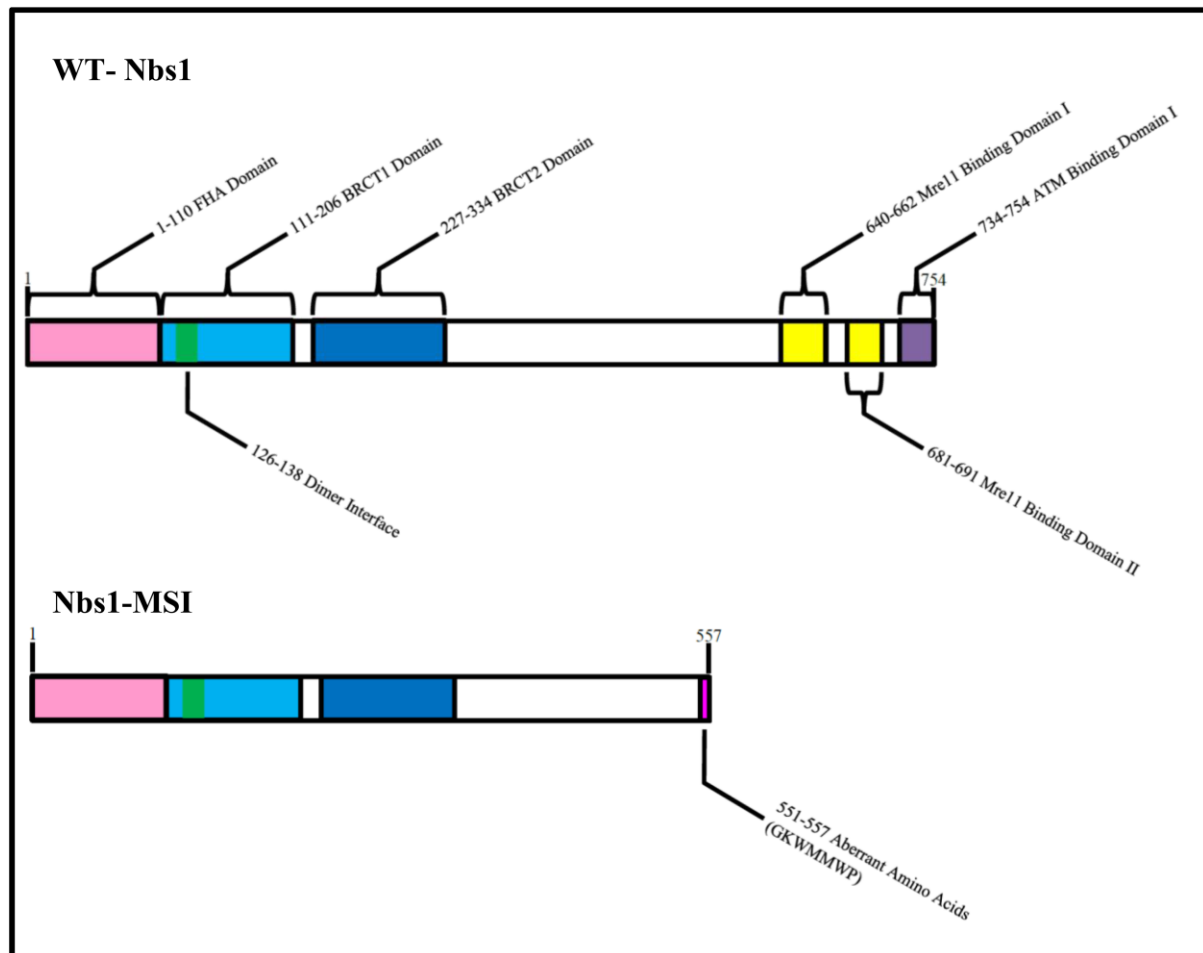 WT- Nbs1
1-110 FHA Domain
111-206 BRCT1 Domain
227-334 BRCT2 Domain
640-662 Mre11 Binding Domain I
734-754 ATM Binding Domain I
1
754
126-138 Dimer Interface
681-691 Mre11 Binding Domain II
Nbs1-MSI
1
557
551-557 Aberrant Amino Acids
(GKWMMWP)